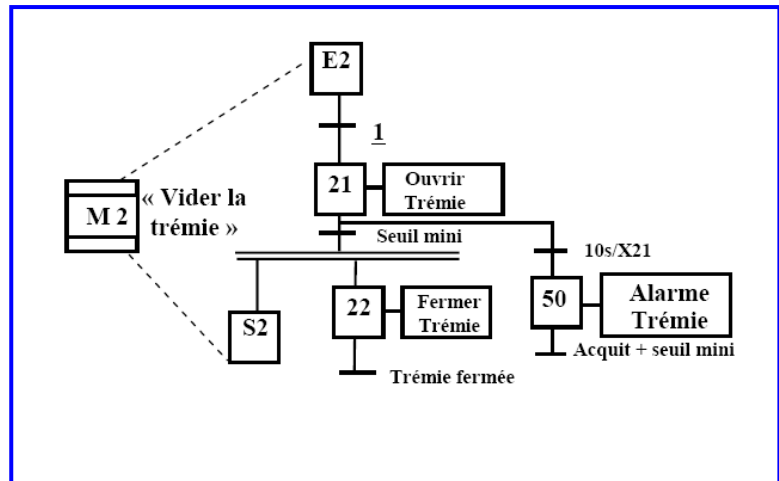 E2
1
21
Ouvrir
Trémie
M 2
« Vider la
trémie »
Seuil mini
10s/X21
S2
22
Fermer
Trémie
50
Alarme
Trémie
Acquit + seuil mini
Trémie fermée